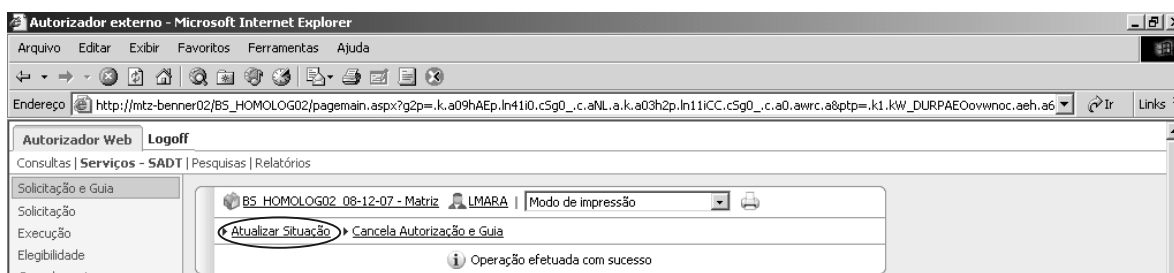 Autorizador externo - Microsoft Internet Explorer
Arquivo Editar Exibir Favoritos Ferramentas Ajuda
Endereço http://mtz-benner02/BS_HOMOLOG02/pagemain.aspx?g2p=.k.a09hAEp.ln41i0.cSg0_.c.aNL.a.k.a03h2p.ln11iCC.cSg0_.c.a0.awrc.a&ptp=.k1.kW_DURPAEOovwnoc.aeh.a6 Ir Links
Autorizador Web Logoff
Consultas | Serviços - SADT | Pesquisas | Relatórios
Solicitação e Guia
BS_HOMOLOG02_08-12-07 - Matriz LMARA | Modo de impressão
Solicitação
Execução
Atualizar Situação Cancela Autorização e Guia
Elegibilidade
Operação efetuada com sucesso